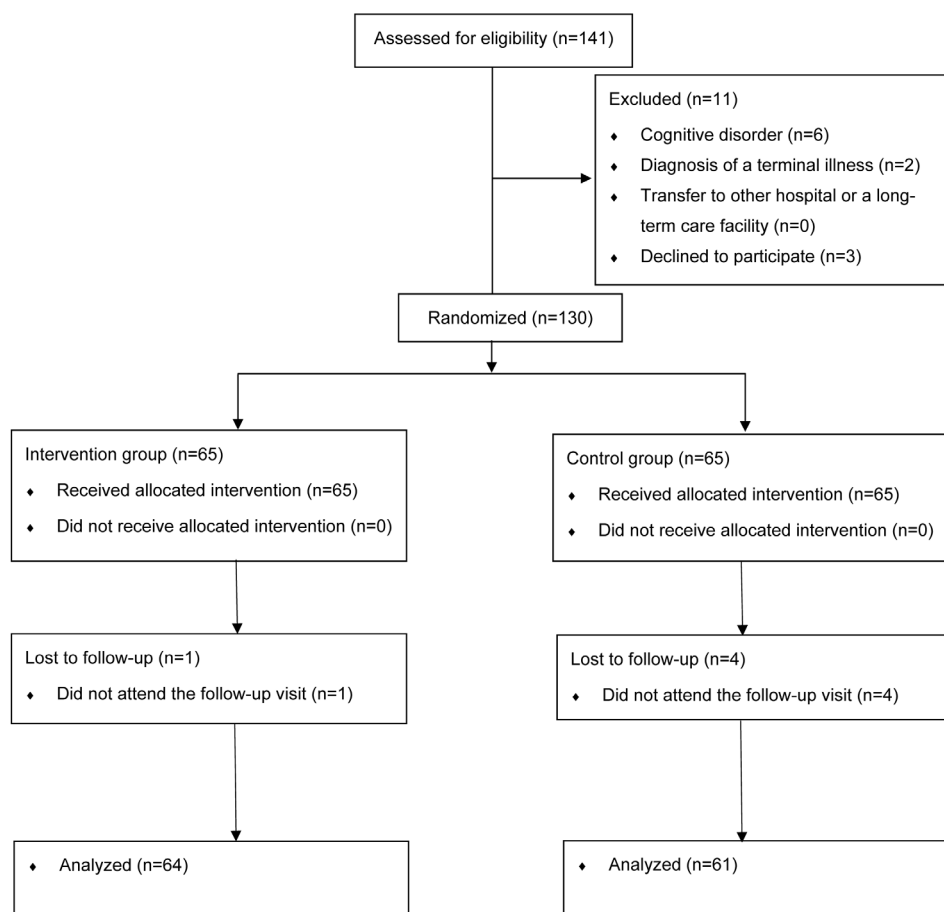 Assessed for eligibility (n=141)
Excluded (n=11)
♦ Cognitive disorder (n=6)
♦ Diagnosis of a terminal illness (n=2)
♦ Transfer to other hospital or a long-
term care facility (n=0)
♦ Declined to participate (n=3)
Randomized (n=130)
Intervention group (n=65)
♦ Received allocated intervention (n=65)
♦ Did not receive allocated intervention (n=0)
Control group (n=65)
♦ Received allocated intervention (n=65)
♦ Did not receive allocated intervention (n=0)
Lost to follow-up (n=1)
♦ Did not attend the follow-up visit (n=1)
Lost to follow-up (n=4)
♦ Did not attend the follow-up visit (n=4)
♦ Analyzed (n=64)
♦ Analyzed (n=61)